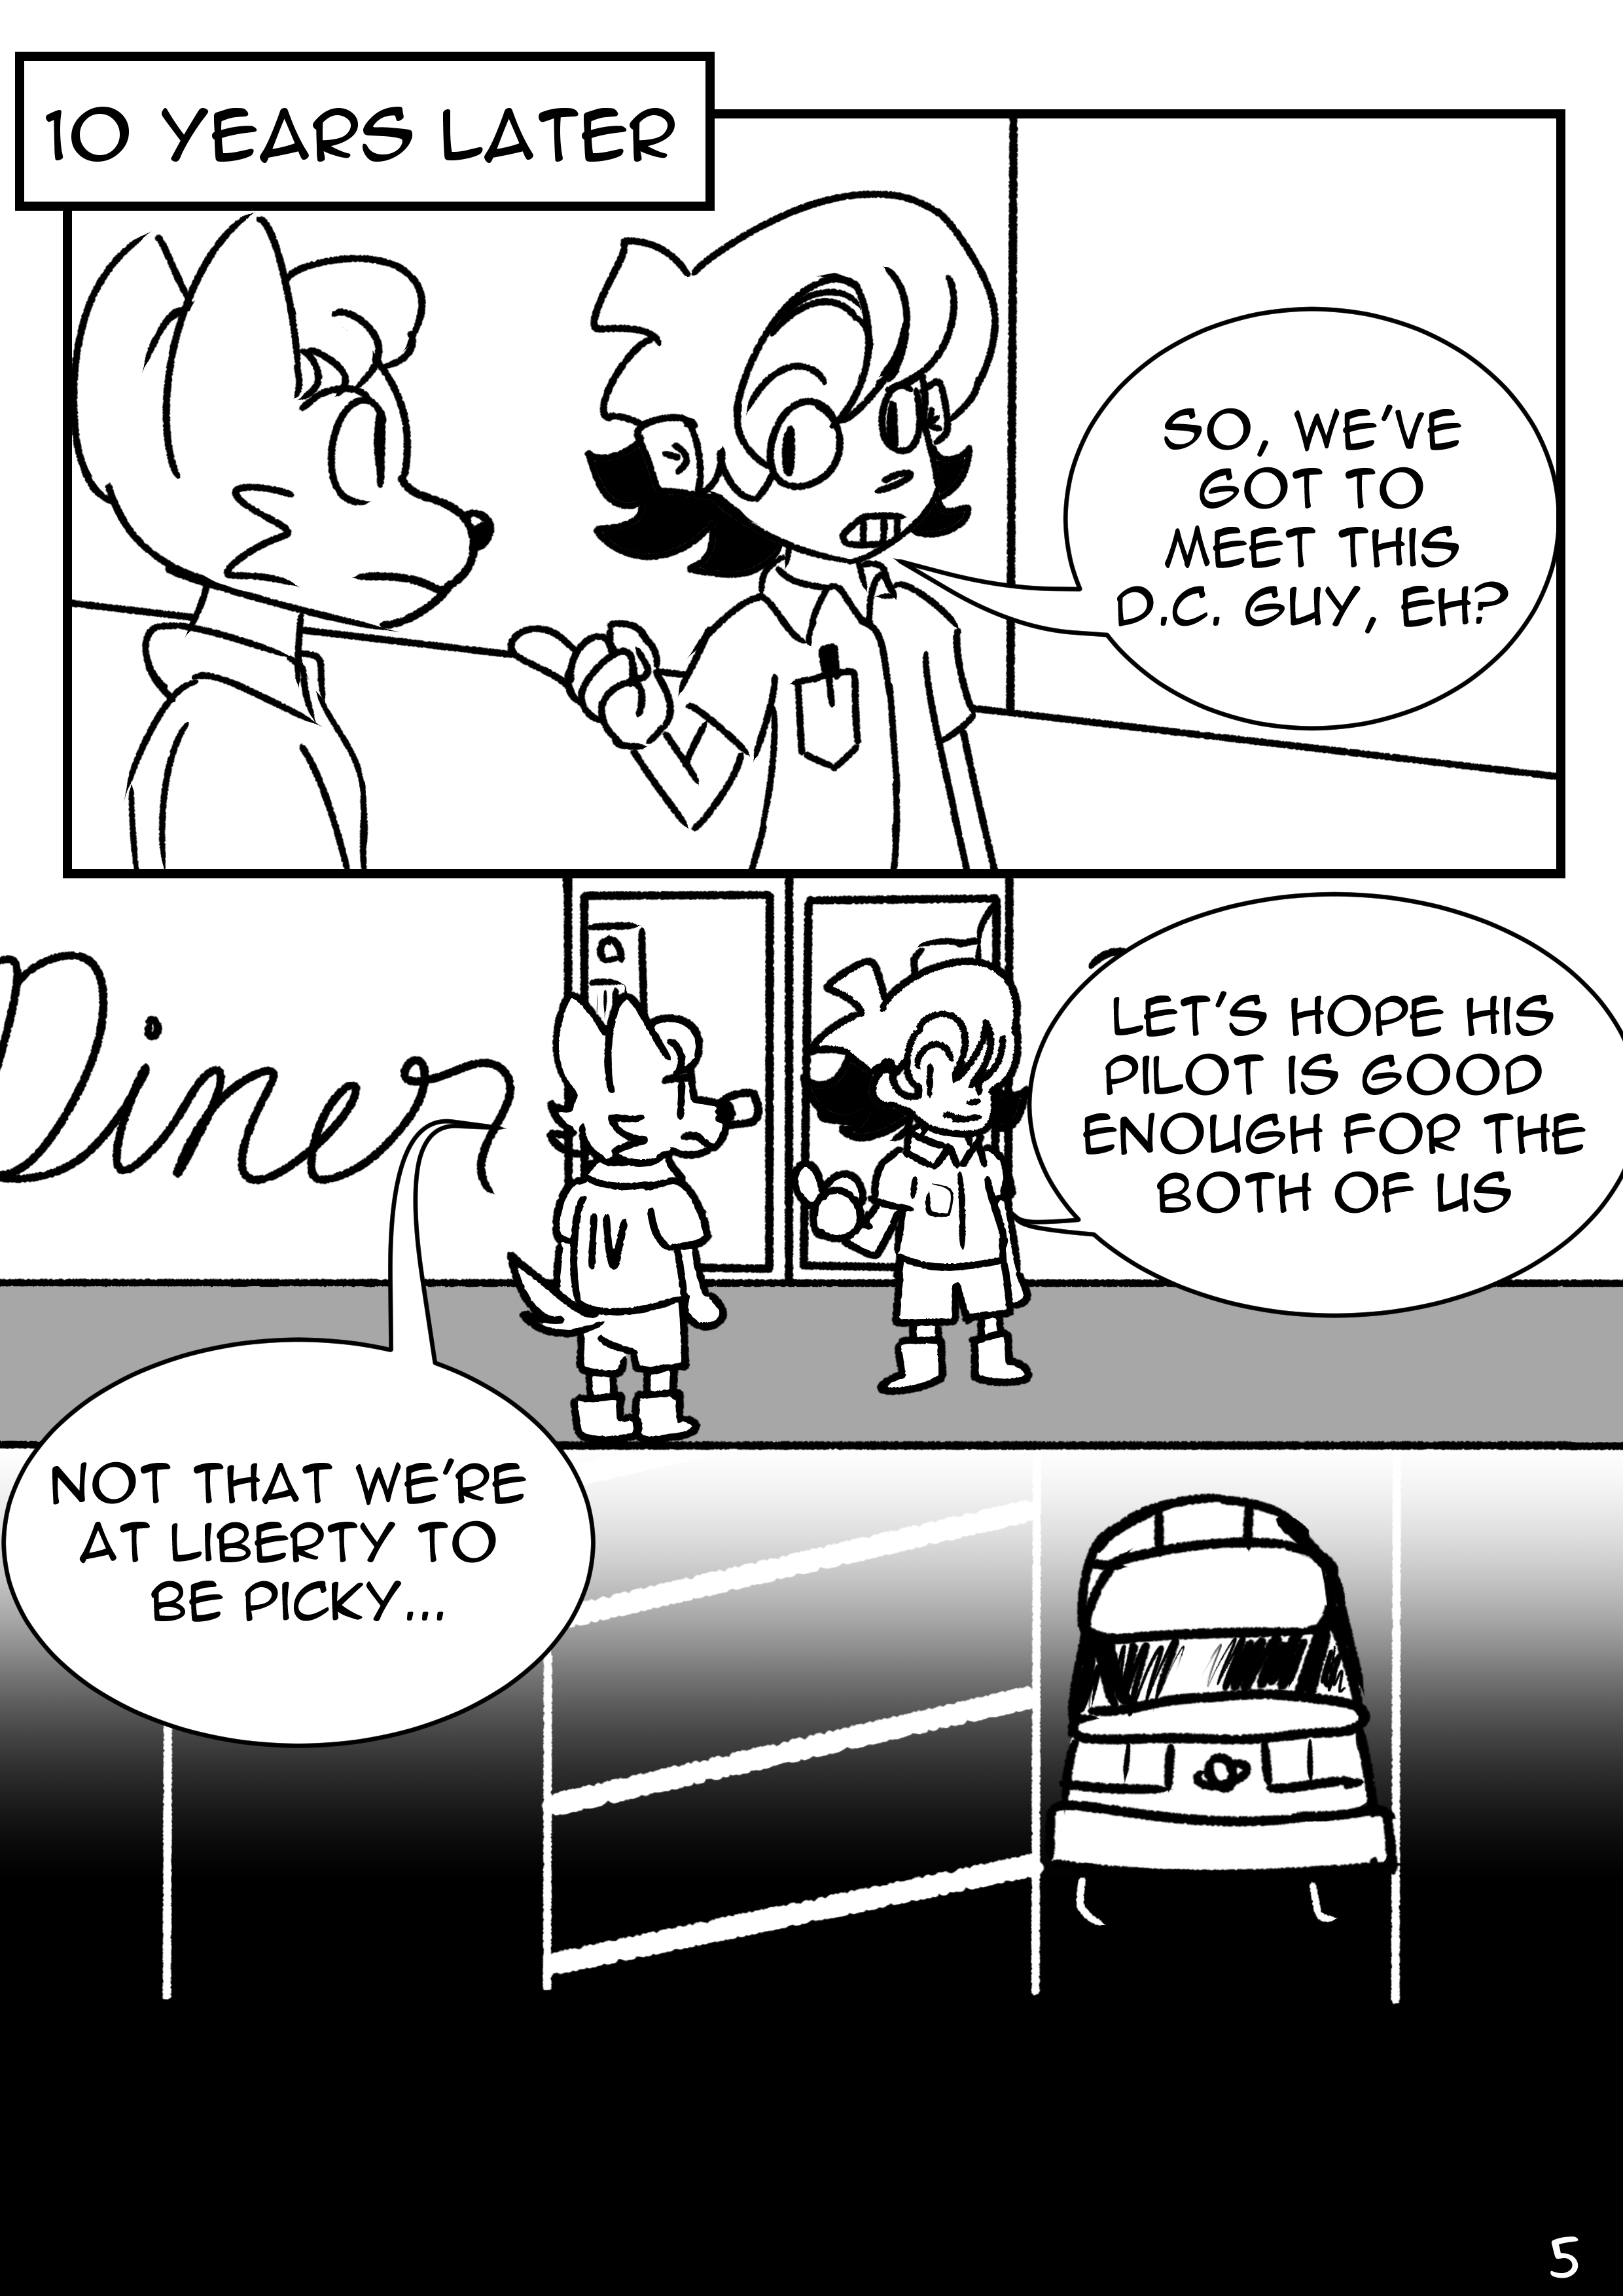 10 YEARS LATER
SO, WE'VE
GOT TO
MEET THIS
D.C. GUY, EH?
Diner
LET'S HOPE HIS
PILOT IS GOOD
ENOUGH FOR THE
BOTH OF US
IV
NOT THAT WE'RE
AT LIBERTY TO
BE PICKY...
5